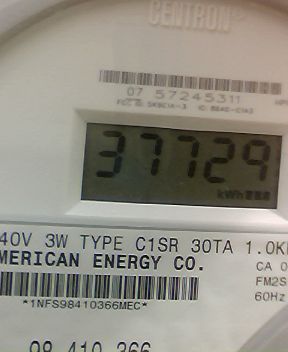 CENTRON
07 57245311
37729
kWh
40V 3W TYPE C1SR 30TA 1.0K
MERICAN ENERGY CO.
CA 0
FM2S
60Hz
*1NFS98410366MEC*
98 410 366